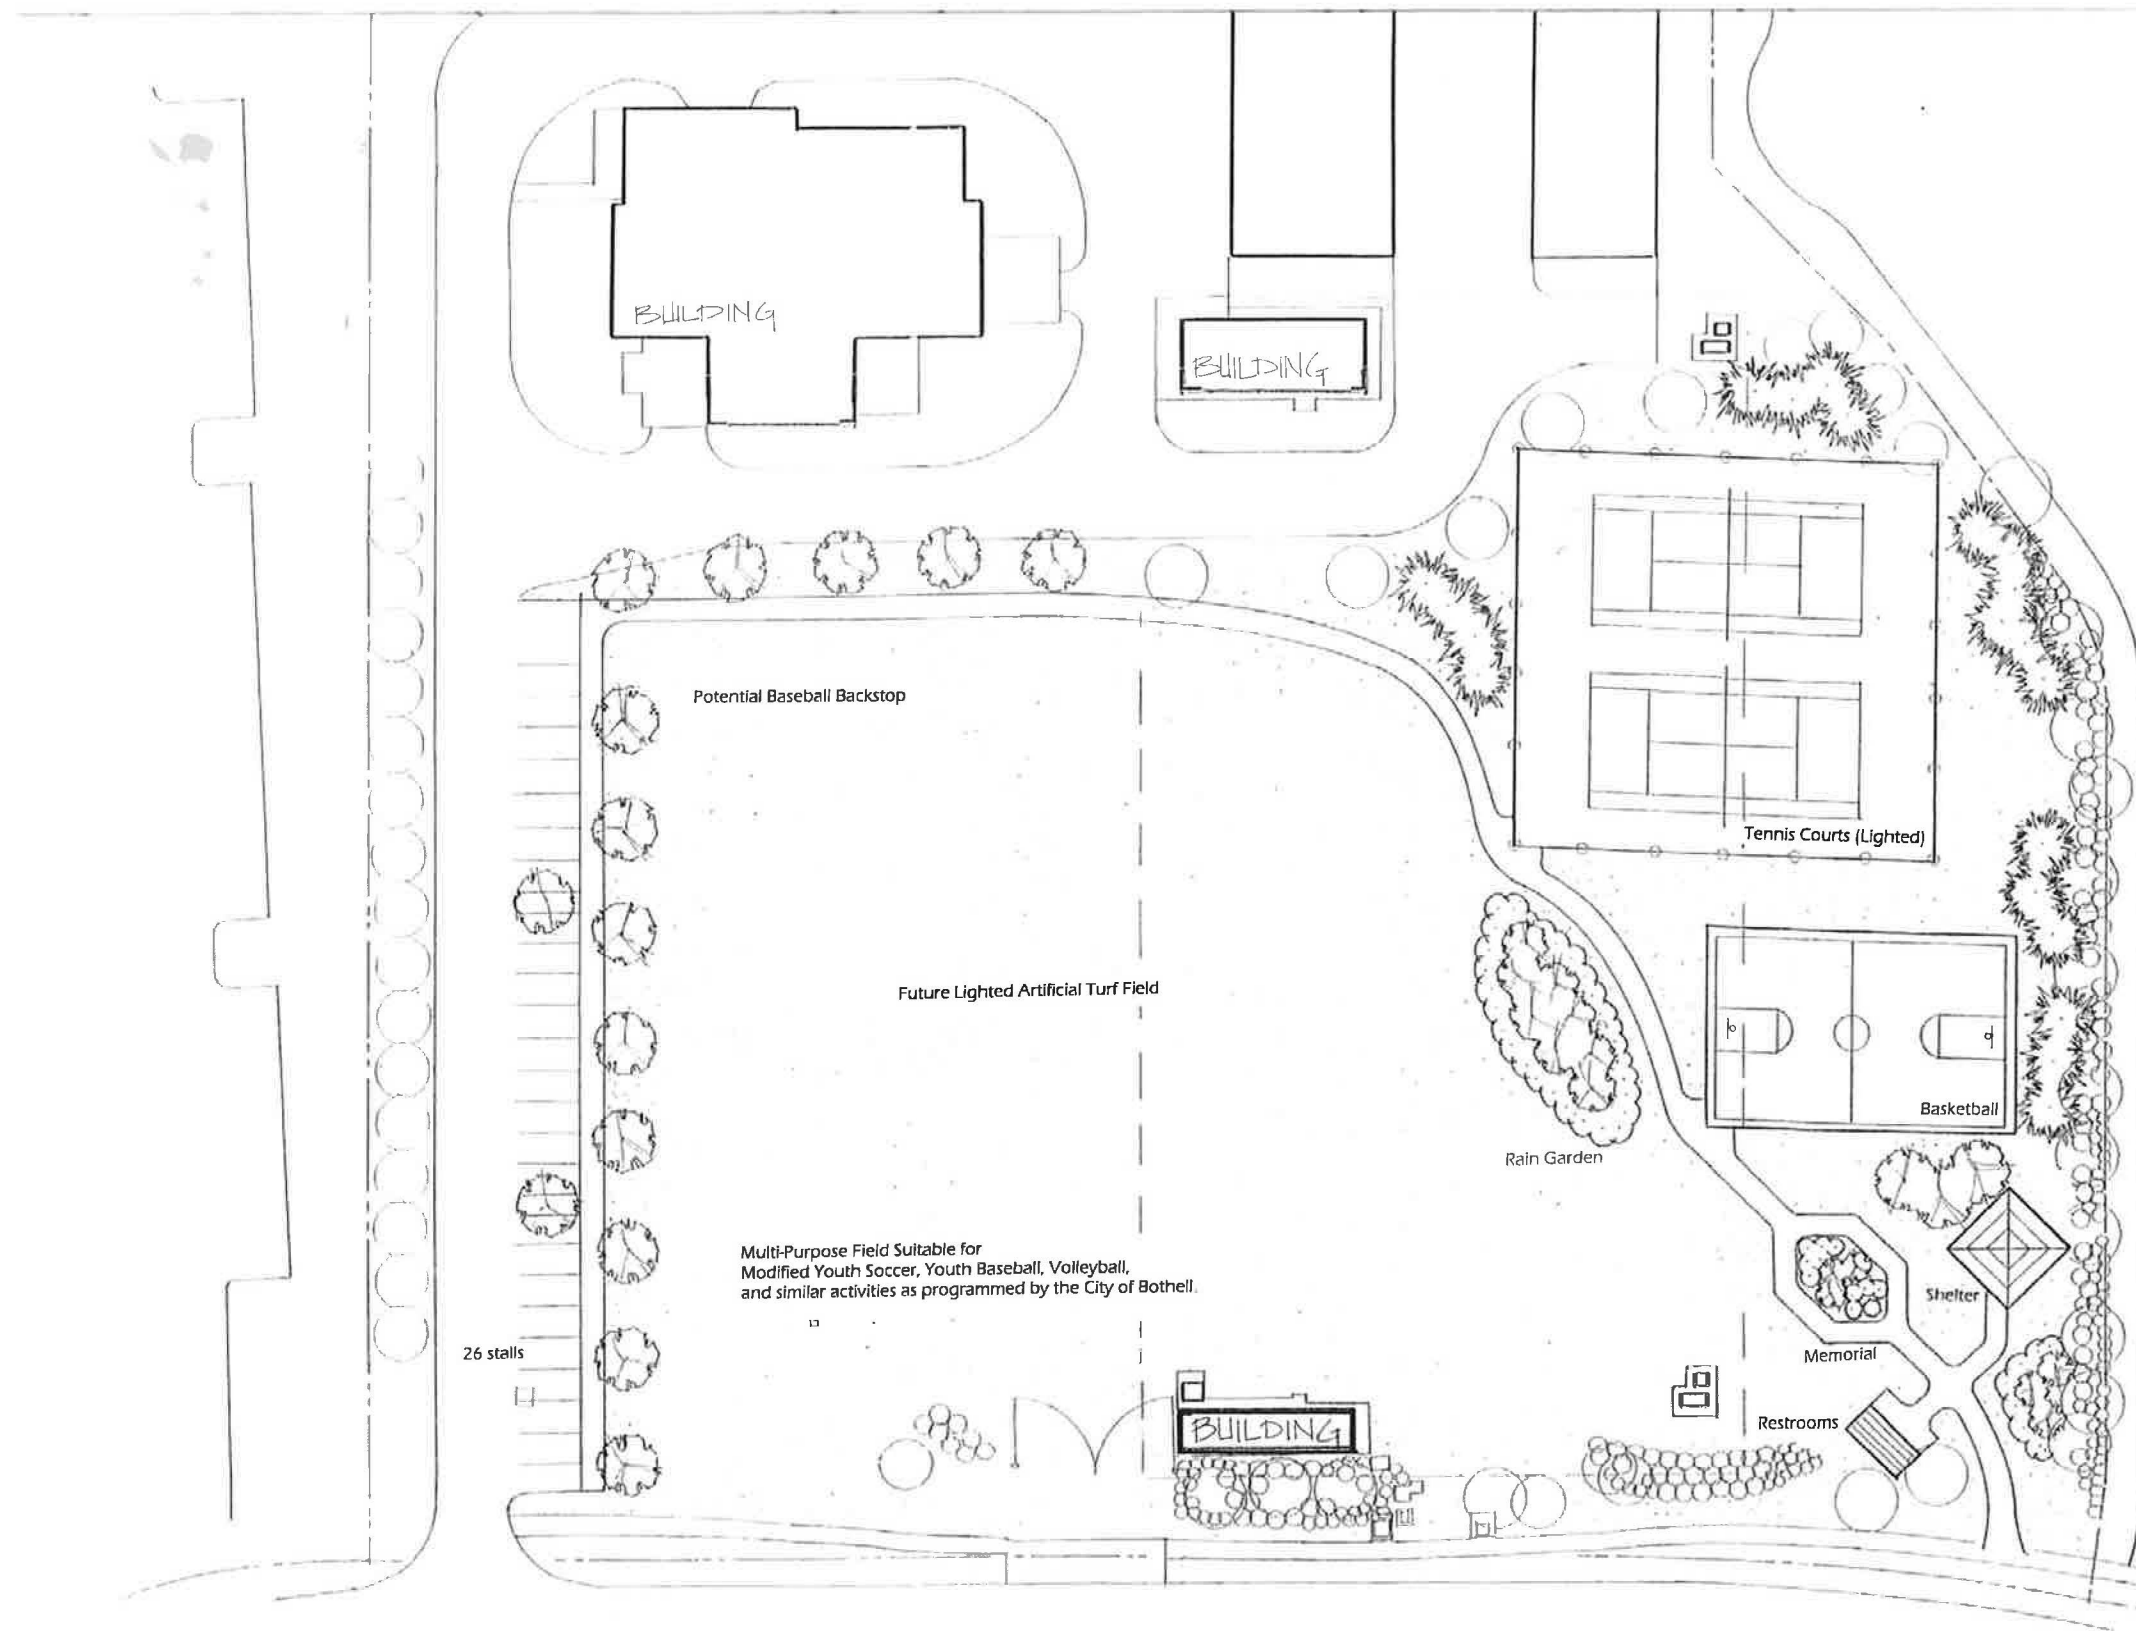 BUILDING
BUILDING
Potential Baseball Backstop
Tennis Courts (Lighted)
Future Lighted Artificial Turf Field
Basketball
Rain Garden
Multi-Purpose Field Suitable for
Modified Youth Soccer, Youth Baseball, Volleyball,
and similar activities as programmed by the City of Bothell.
Shelter
26 stalls
Memorial
Restrooms
BUILDING